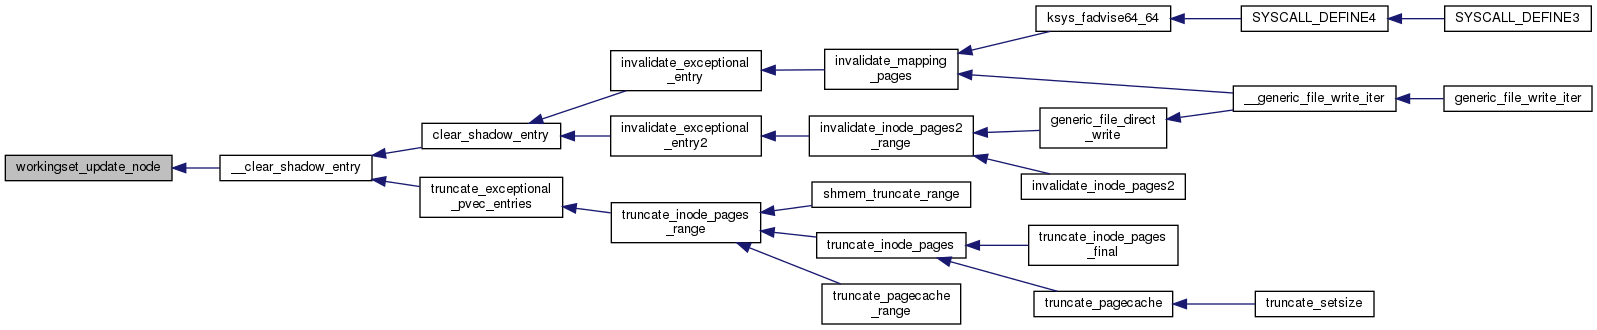 workingset_update_node
__clear_shadow_entry
clear_shadow_entry
truncate_exceptional
_pvec_entries
invalidate_exceptional
_entry
invalidate_exceptional
_entry2
truncate_inode_pages
_range
invalidate_mapping
_pages
invalidate_inode_pages2
_range
shmem_truncate_range
truncate_inode_pages
truncate_pagecache
_range
ksys_fadvise64_64
generic_file_direct
_write
invalidate_inode_pages2
truncate_inode_pages
_final
truncate_pagecache
SYSCALL_DEFINE4
__generic_file_write_iter
truncate_setsize
SYSCALL_DEFINE3
generic_file_write_iter